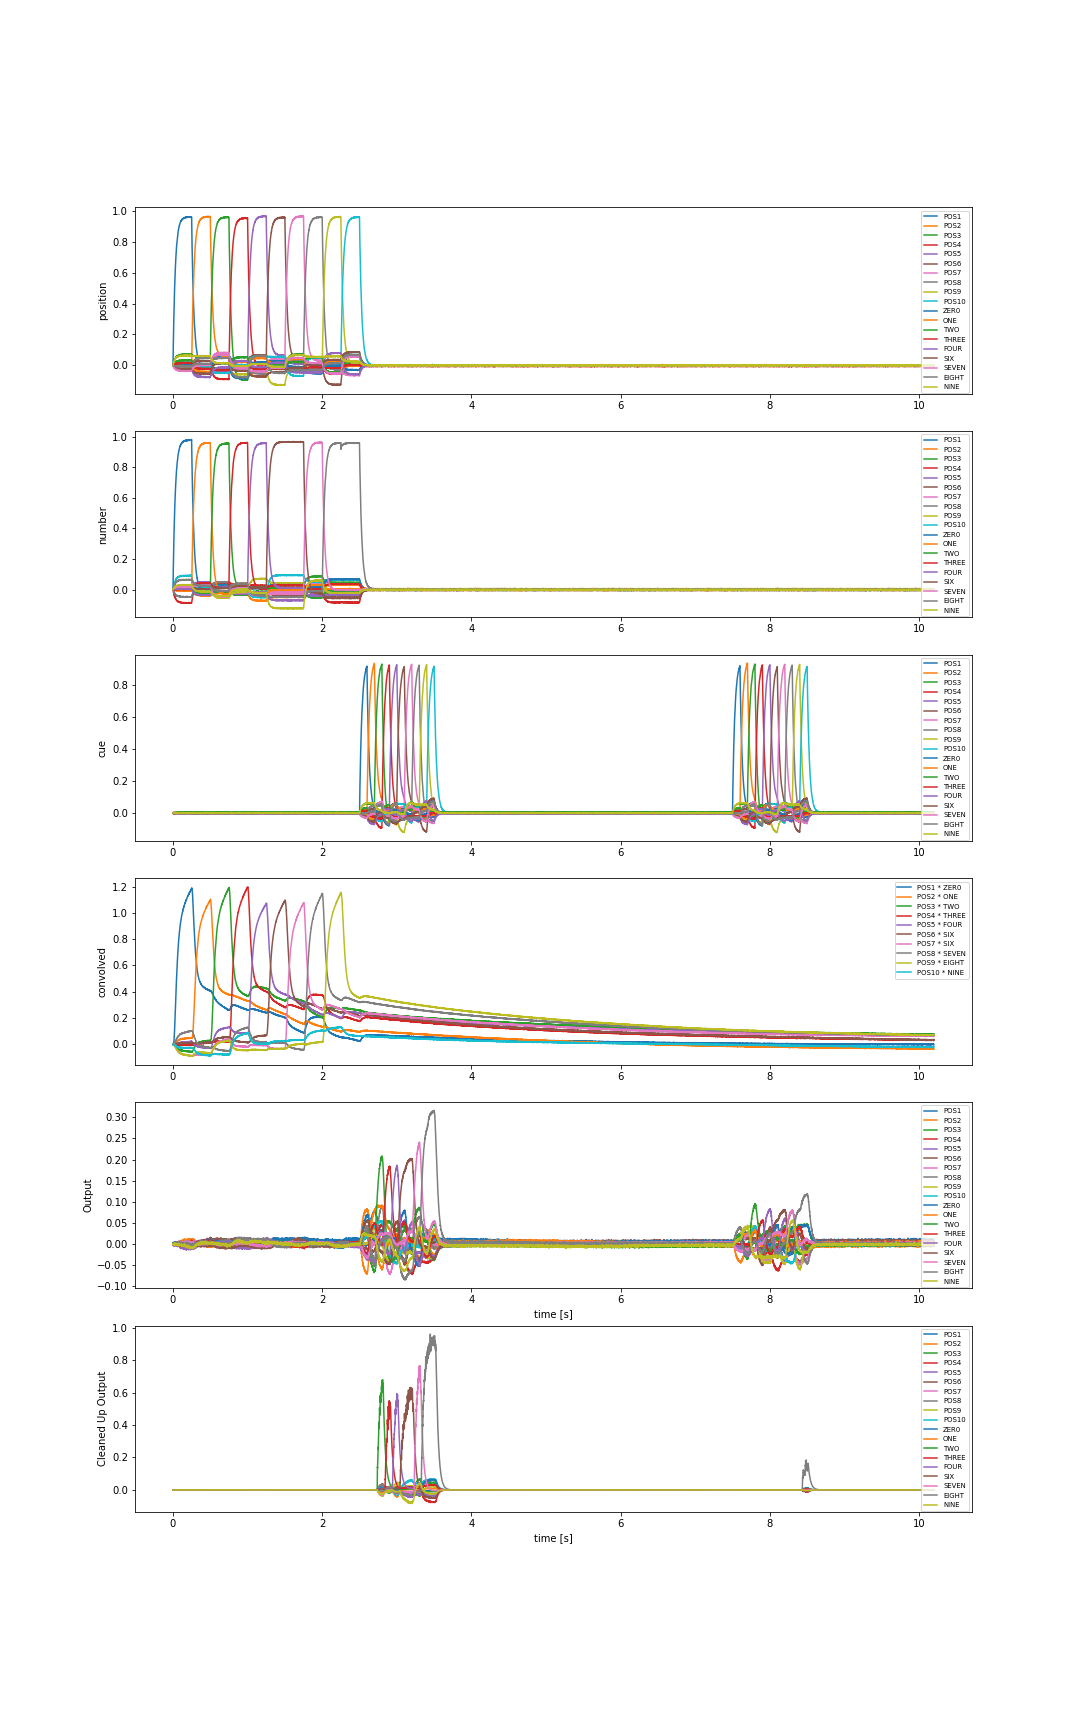 position
1.0
0.8
0.6
0.4
0.2
0.0
0 2 4 6 8 10
POS1
POS2
POS3
POS4
POS5
POS6
POS7
POS8
POS9
POS10
ZERO
ONE
TWO
THREE
FOUR
SIX
SEVEN
EIGHT
NINE
number
1.0
0.8
0.6
0.4
0.2
0.0
0 2 4 6 8 10
POS1
POS2
POS3
POS4
POS5
POS6
POS7
POS8
POS9
POS10
ZERO
ONE
TWO
THREE
FOUR
SIX
SEVEN
EIGHT
NINE
cue
0.8
0.6
0.4
0.2
0.0
0 2 4 6 8 10
POS1
POS2
POS3
POS4
POS5
POS6
POS7
POS8
POS9
POS10
ZERO
ONE
TWO
THREE
FOUR
SIX
SEVEN
EIGHT
NINE
convolved
1.2
1.0
0.8
0.6
0.4
0.2
0.0
0 2 4 6 8 10
POS1 * ZERO
POS2 * ONE
POS3 * TWO
POS4 * THREE
POS5 * FOUR
POS6 * SIX
POS7 * SIX
POS8 * SEVEN
POS9 * EIGHT
POS10 * NINE
Output
0.30
0.25
0.20
0.15
0.10
0.05
0.00
−0.05
−0.10
0 2 4 6 8 10
time [s]
POS1
POS2
POS3
POS4
POS5
POS6
POS7
POS8
POS9
POS10
ZERO
ONE
TWO
THREE
FOUR
SIX
SEVEN
EIGHT
NINE
Cleaned Up Output
1.0
0.8
0.6
0.4
0.2
0.0
0 2 4 6 8 10
time [s]
POS1
POS2
POS3
POS4
POS5
POS6
POS7
POS8
POS9
POS10
ZERO
ONE
TWO
THREE
FOUR
SIX
SEVEN
EIGHT
NINE